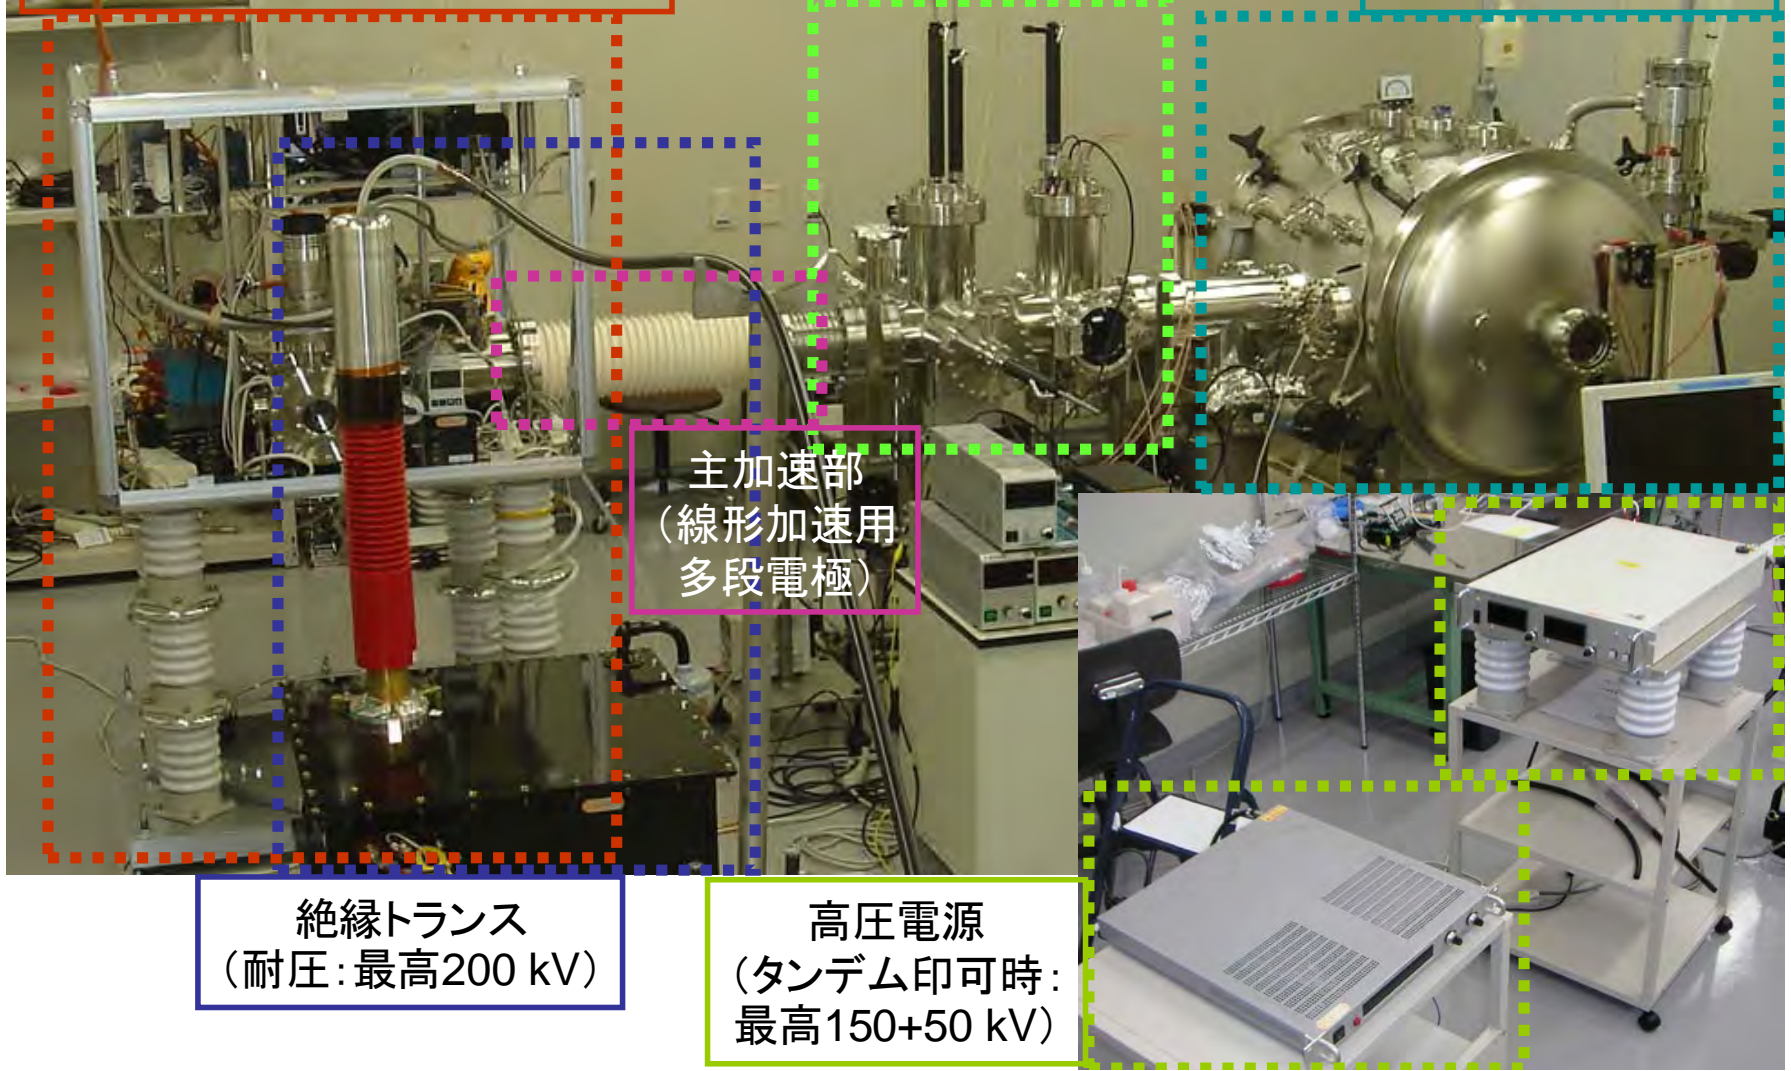 主加速部
（線形加速用
多段電極）
絶縁トランス
（耐圧：最高200 kV）
高圧電源
（タンデム印可時：
最高150+50 kV）